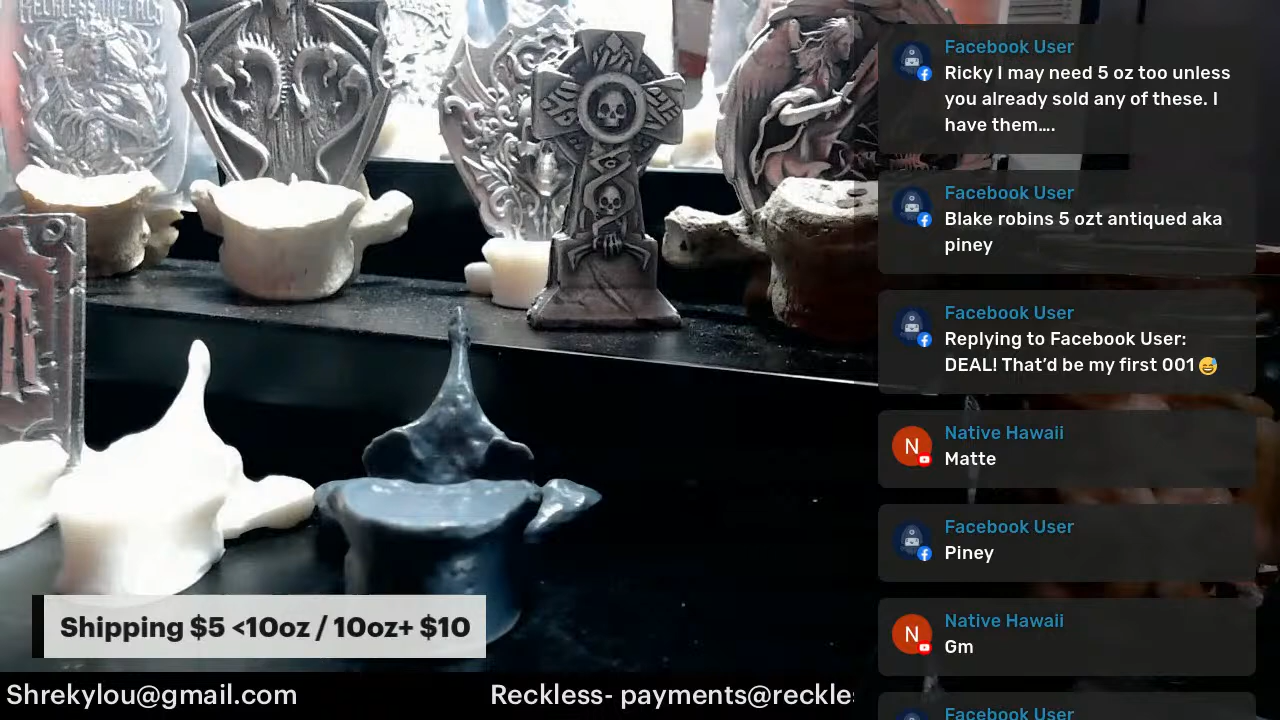 RECKLESS METALS
Facebook User
Ricky I may need 5 oz too unless
you already sold any of these. I
have them....
Facebook User
Blake robins 5 ozt antiqued aka
piney
Facebook User
Replying to Facebook User:
DEAL! That’d be my first 001 😅
N
Native Hawaii
Matte
Facebook User
Piney
N
Native Hawaii
Gm
Facebook User
Shipping $5 <10oz / 10oz+ $10
Shrekylou@gmail.com
Reckless- payments@reckle